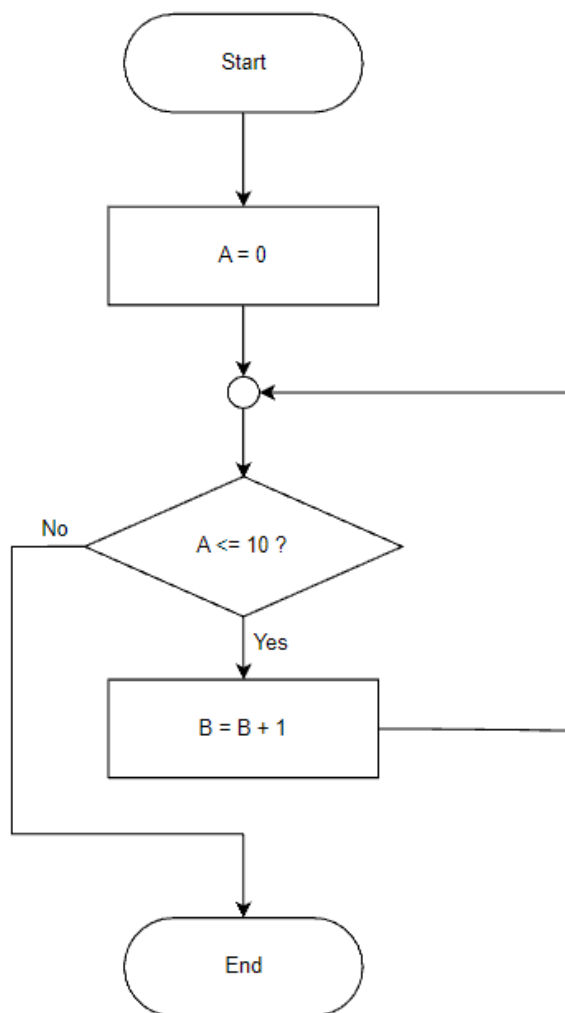 Start
A = 0
A <= 10 ?
No
Yes
B = B + 1
End